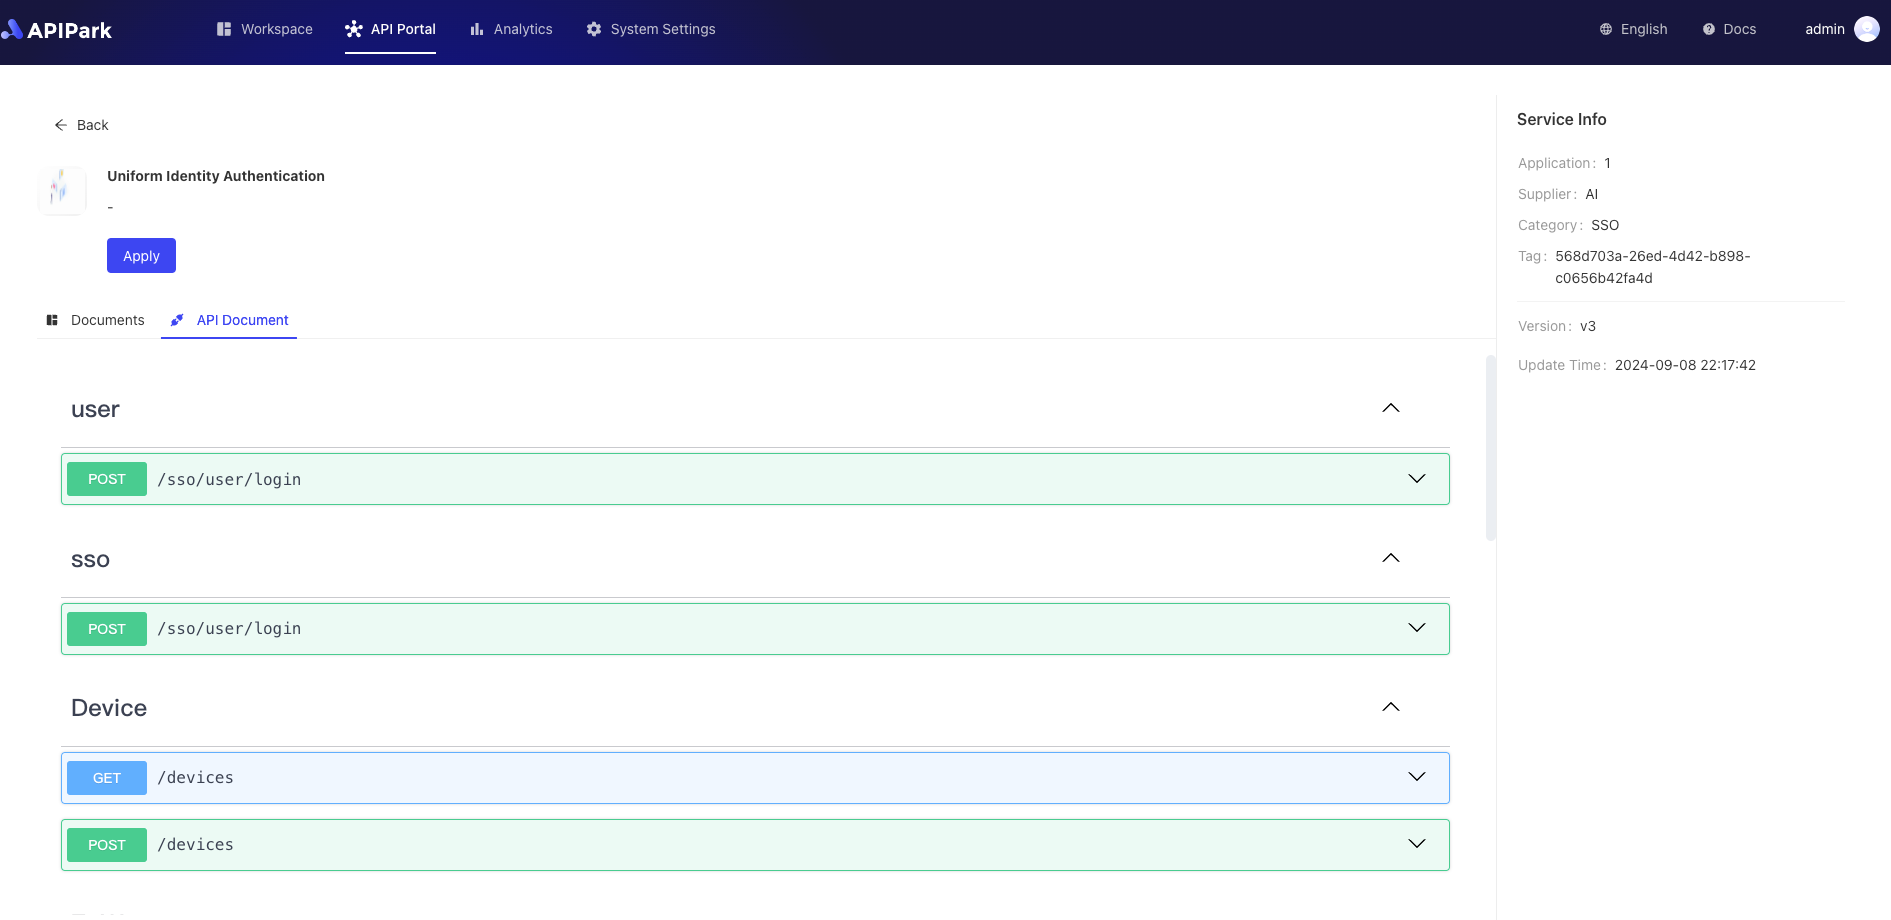 APIPark
Workspace
API Portal
Analytics
System Settings
English
Docs
admin
Back
Uniform Identity Authentication
-
Apply
Documents
API Document
user
POST /sso/user/login
sso
POST /sso/user/login
Device
GET /devices
POST /devices
Service Info
Application : 1
Supplier : AI
Category : SSO
Tag : 568d703a-26ed-4d42-b898-
c0656b42fa4d
Version : v3
Update Time : 2024-09-08 22:17:42